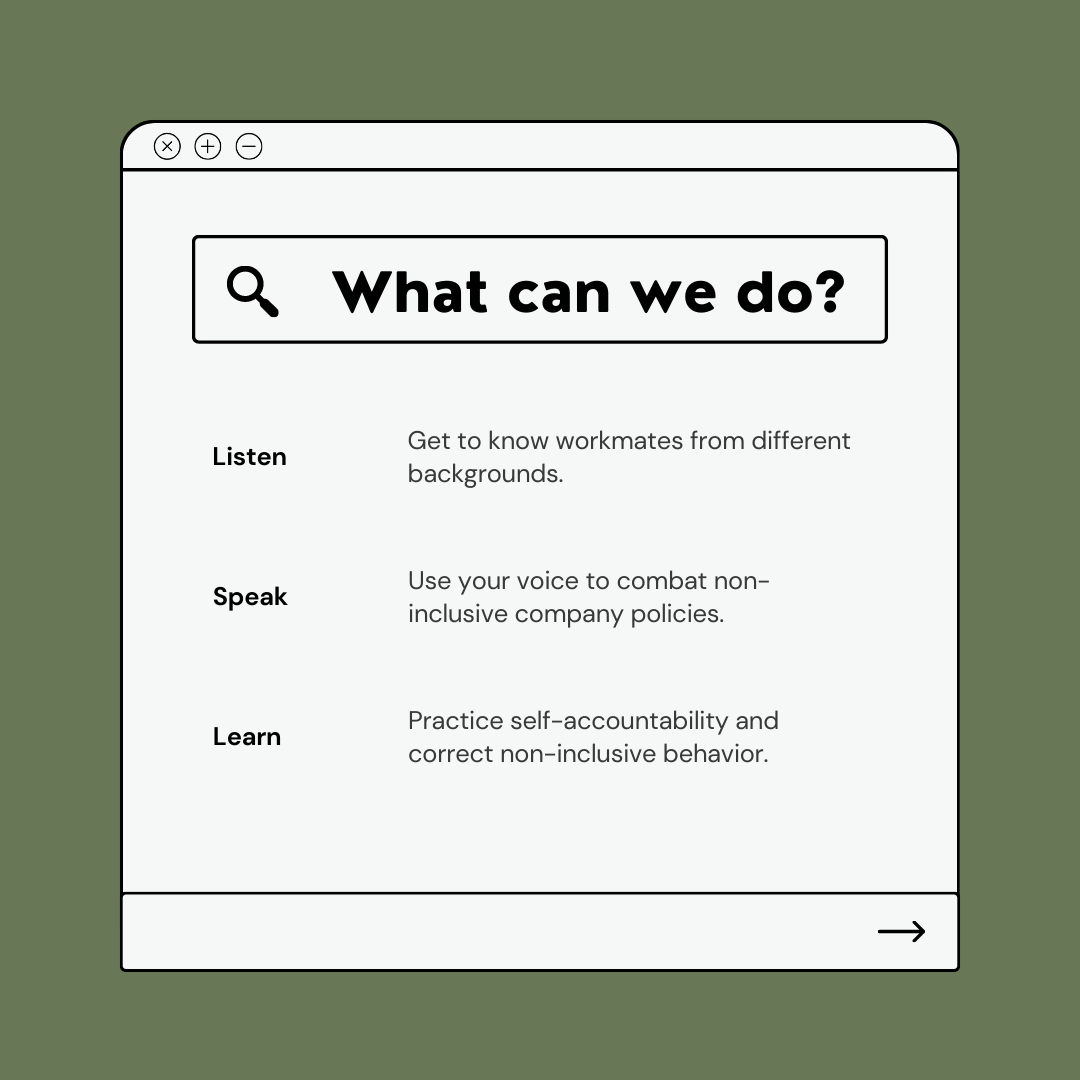 What can we do?
Listen
Get to know workmates from different
backgrounds.
Speak
Use your voice to combat non-
inclusive company policies.
Learn
Practice self-accountability and
correct non-inclusive behavior.